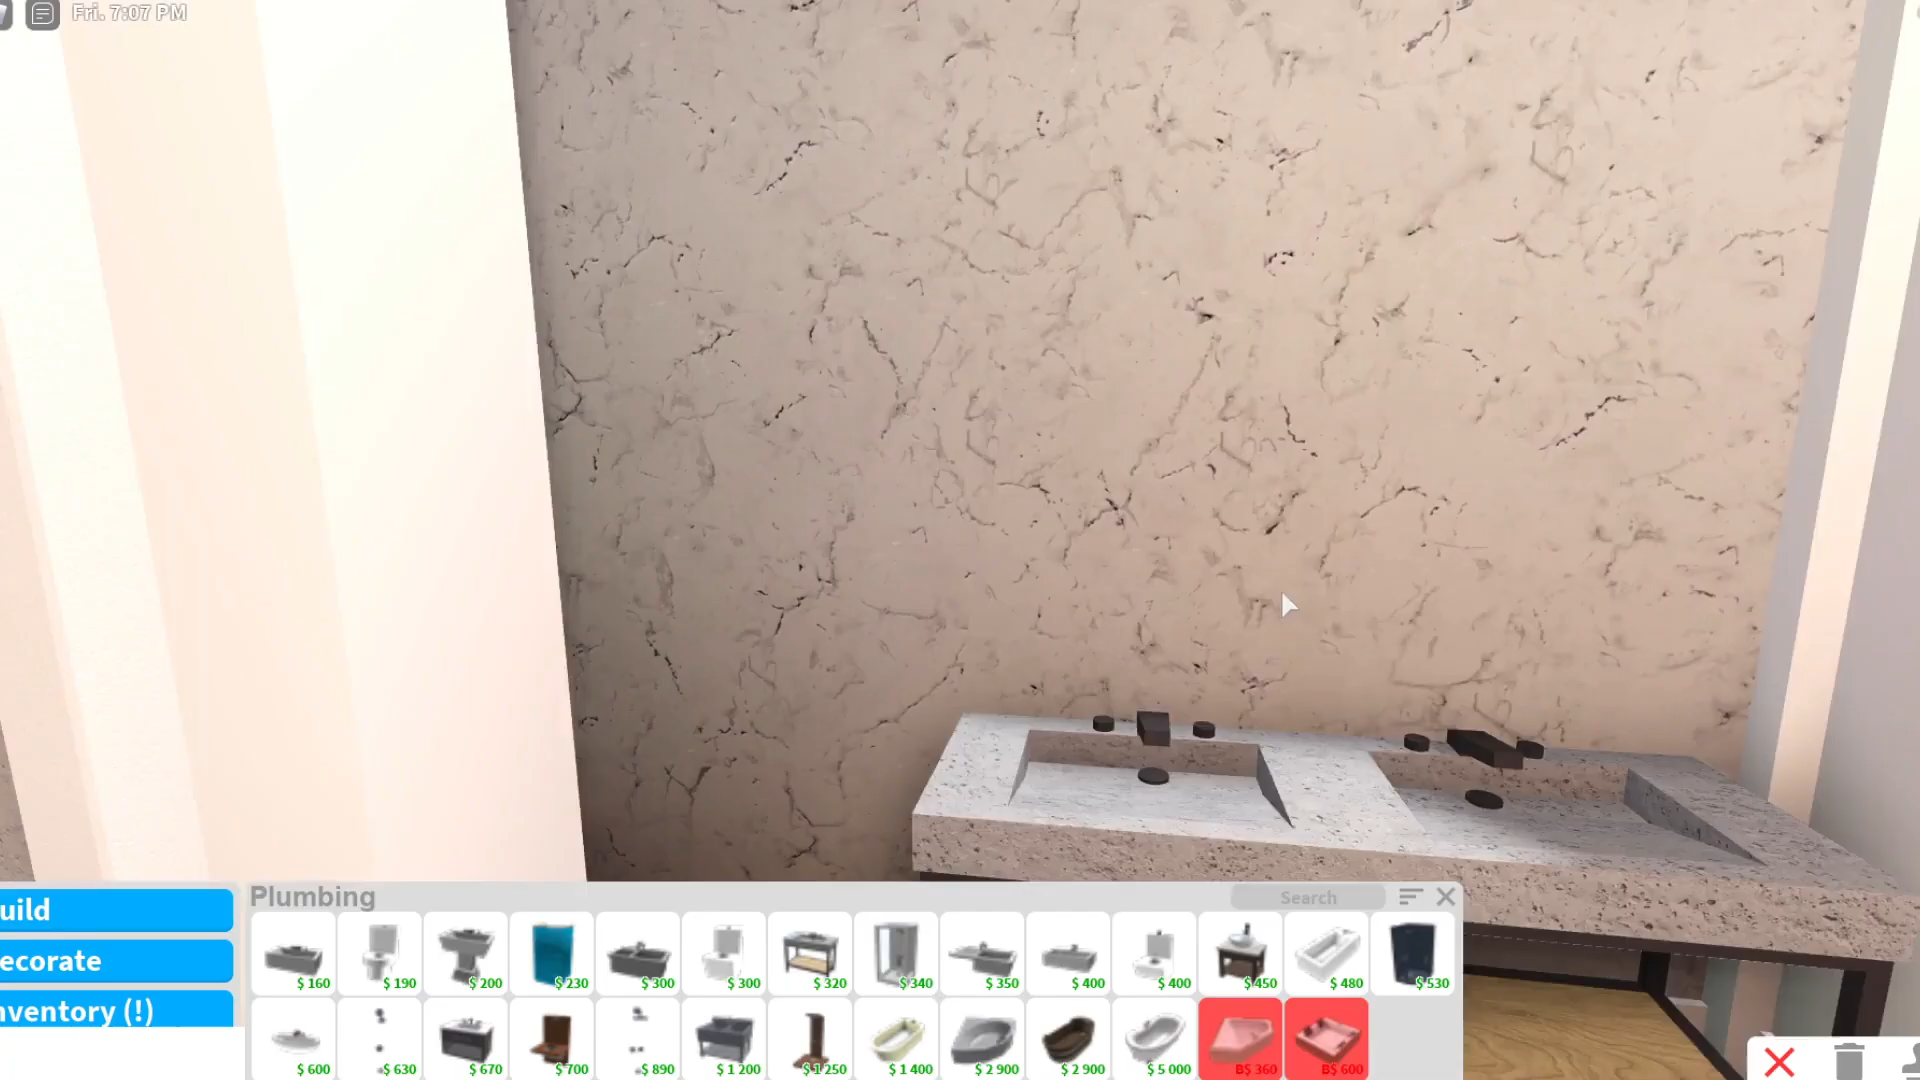 Fri. 7:07 PM
uild
ecorate
nventory (!)
Plumbing
Search
$ 160
$ 190
$ 200
$ 230
$ 300
$ 300
$ 320
$ 340
$ 350
$ 400
$ 400
$ 450
$ 480
$ 530
$ 600
$ 630
$ 670
$ 700
$ 890
$ 1 200
$ 1 250
$ 1 400
$ 2 900
$ 2 900
$ 5 000
B$ 360
B$ 600